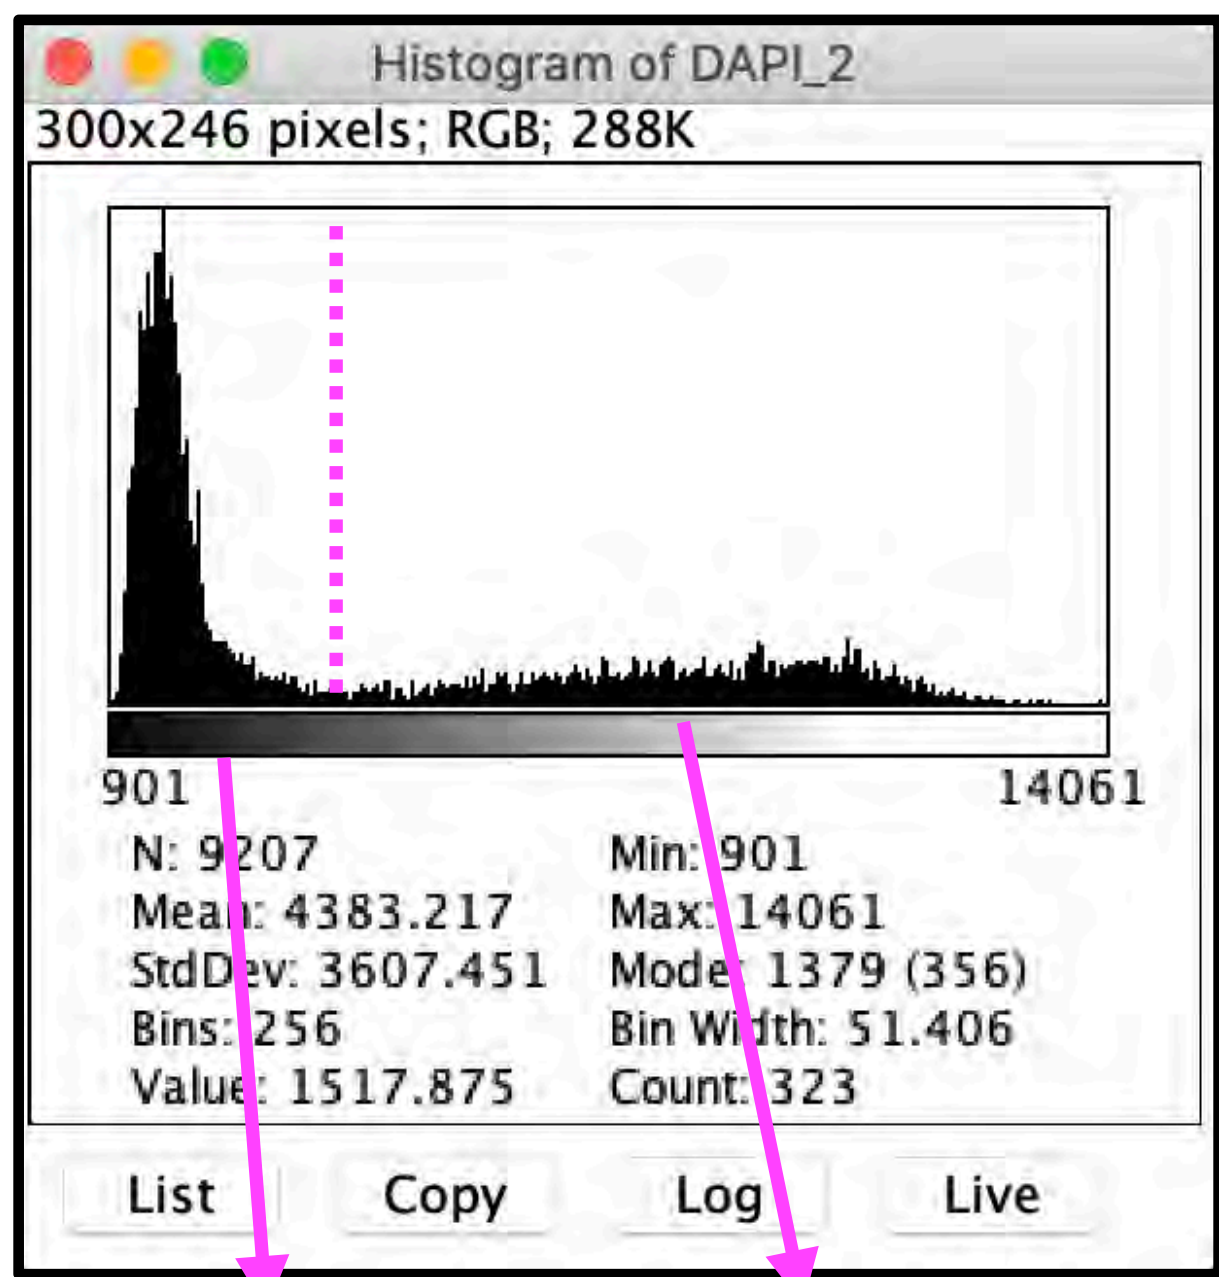 Histogram of DAPI_2
300x246 pixels; RGB; 288K
901 14061
N: 9207 Min: 901
Mean: 4383.217 Max: 14061
StdDev: 3607.451 Mode: 1379 (356)
Bins: 256 Bin Width: 51.406
Value: 1517.875 Count: 323
List Copy Log Live